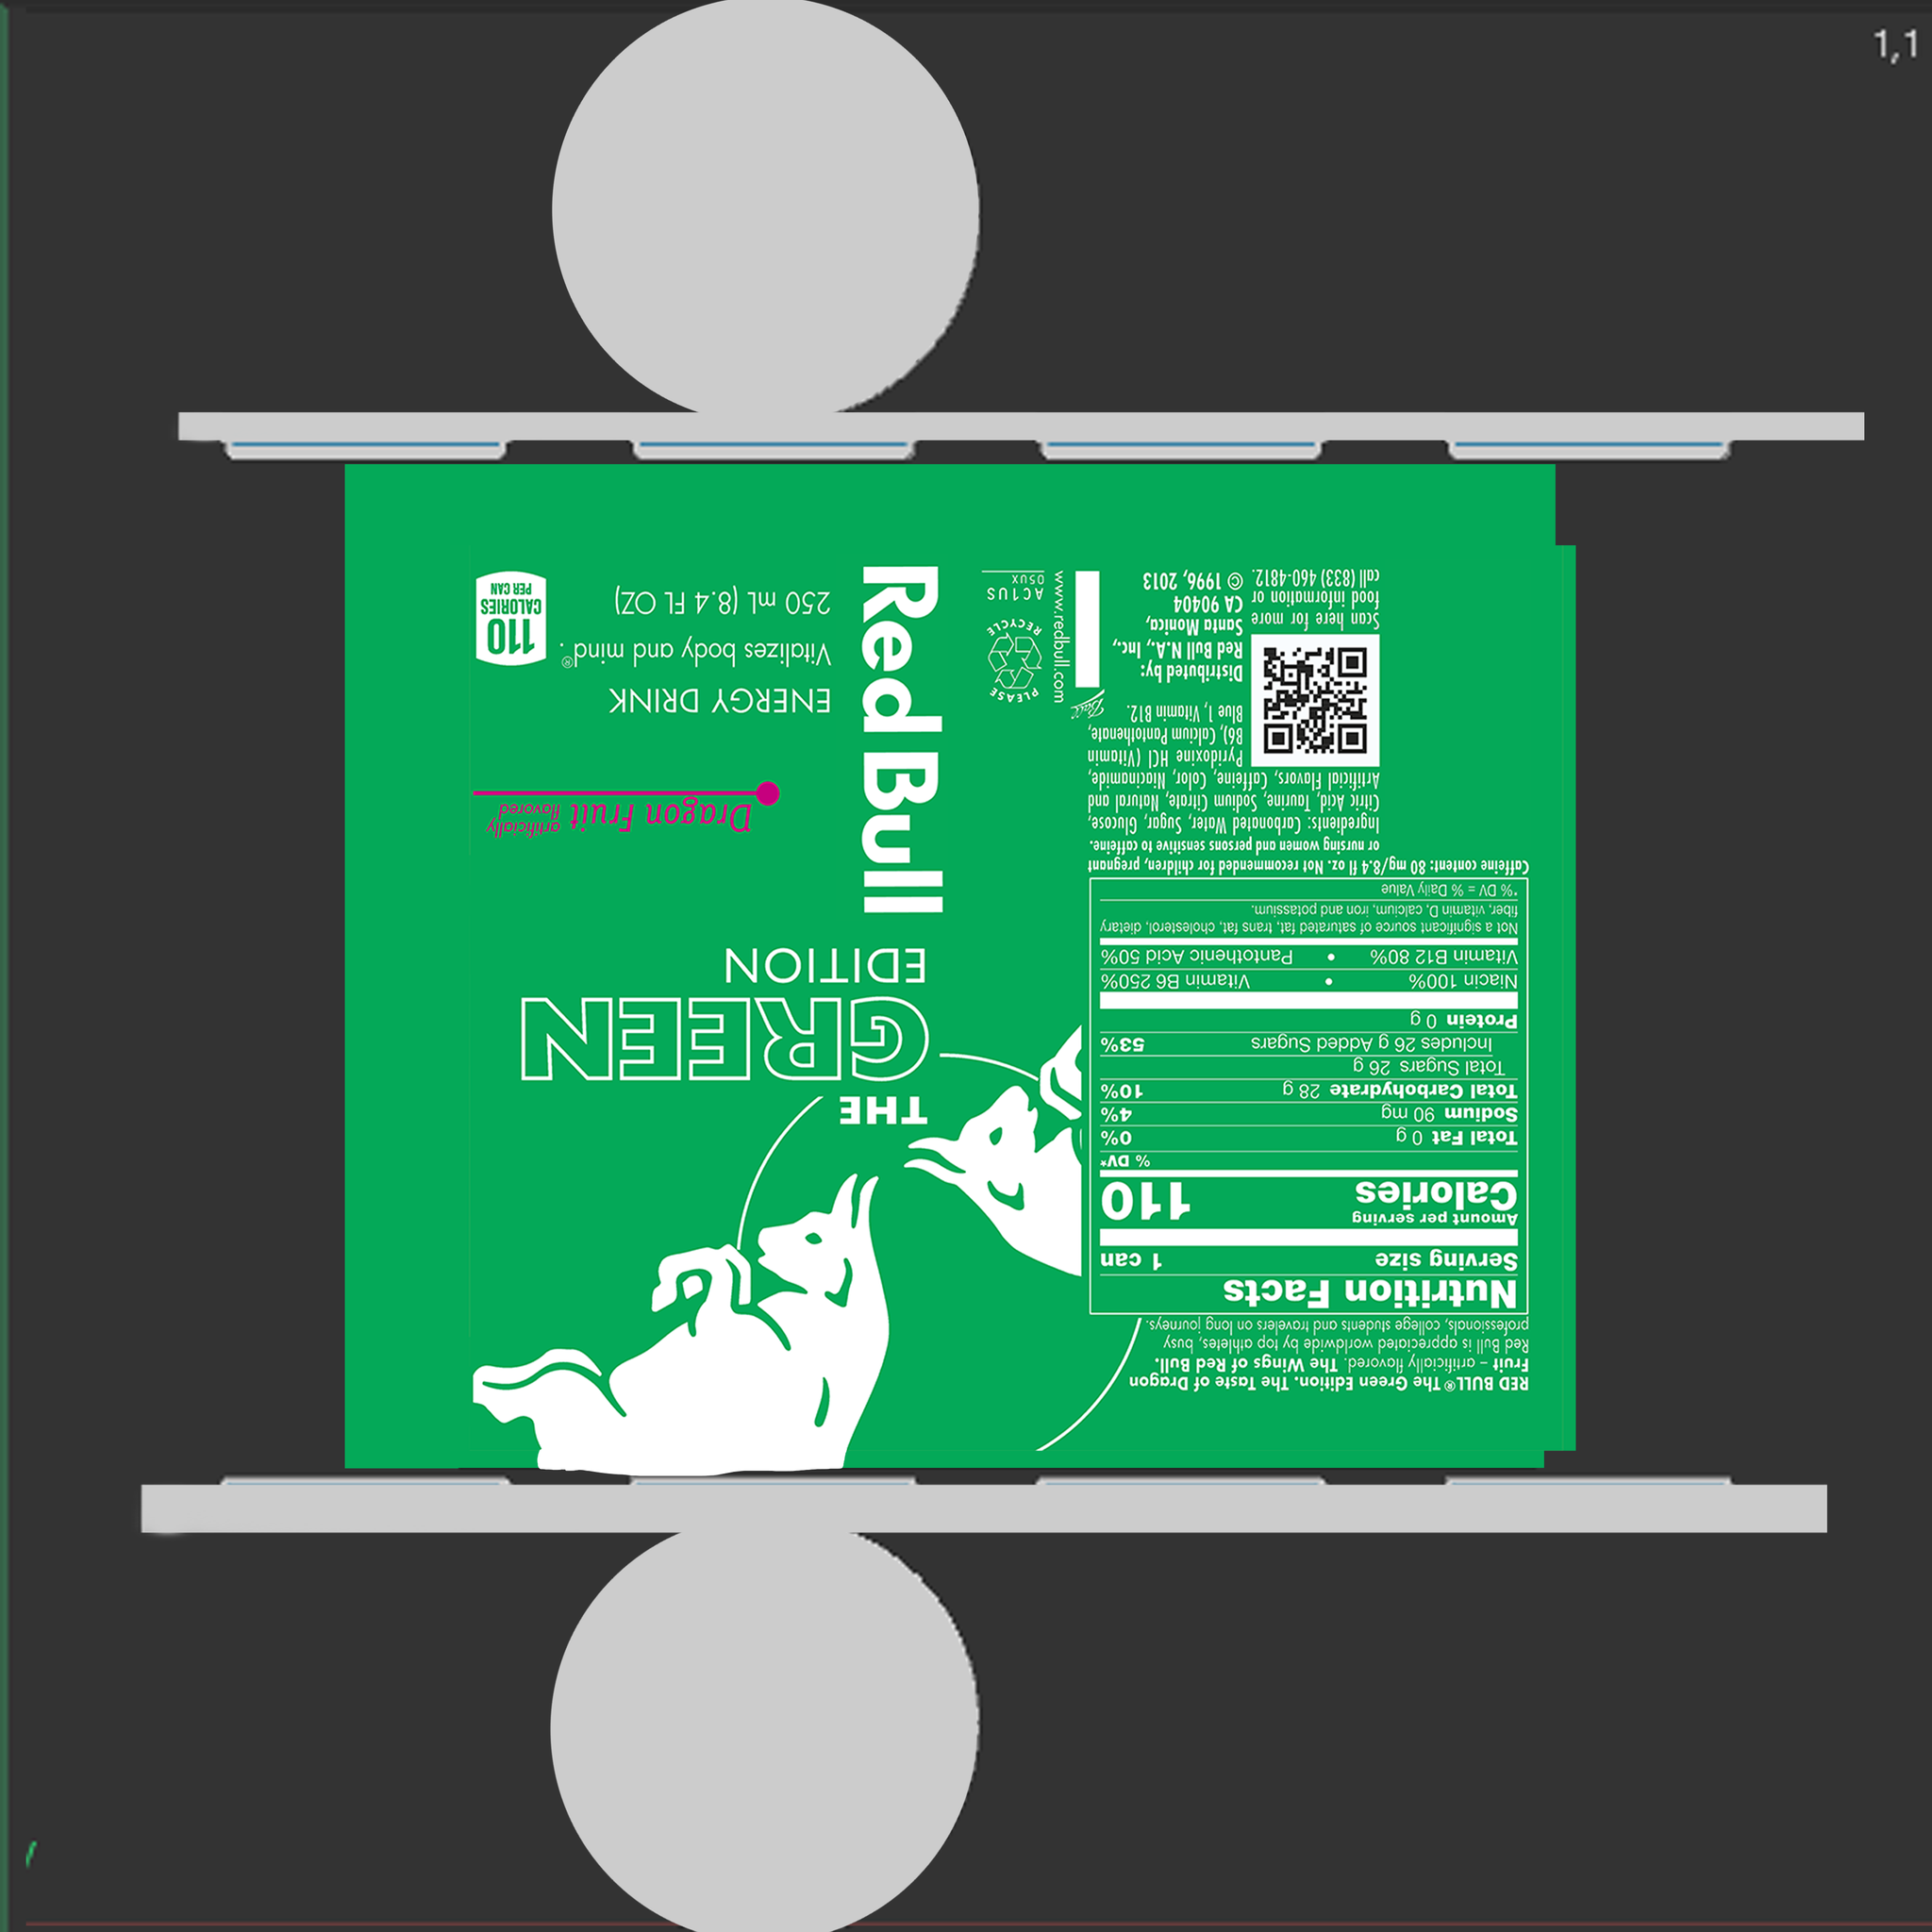 1,1
RED BULL® The Green Edition. The Taste of Dragon
Fruit – artificially flavored. The Wings of Red Bull.
Red Bull is appreciated worldwide by top athletes, busy
professionals, college students and travelers on long journeys.
Nutrition Facts
Serving size 1 can
Amount per serving
Calories 110
% DV*
Total Fat 0 g 0%
Sodium 90 mg 4%
Total Carbohydrate 28 g 10%
Total Sugars 26 g
Includes 26 g Added Sugars 53%
Protein 0 g
Niacin 100% • Vitamin B6 250%
Vitamin B12 80% • Pantothenic Acid 50%
Not a significant source of saturated fat, trans fat, cholesterol, dietary
fiber, vitamin D, calcium, iron and potassium.
*% DV = % Daily Value
Caffeine content: 80 mg/8.4 fl oz. Not recommended for children, pregnant
or nursing women and persons sensitive to caffeine.
Ingredients: Carbonated Water, Sugar, Glucose,
Citric Acid, Taurine, Sodium Citrate, Natural and
Artificial Flavors, Caffeine, Color, Niacinamide,
Pyridoxine HCl (Vitamin
B6), Calcium Pantothenate,
Blue 1, Vitamin B12.
Distributed by:
Red Bull N.A., Inc.,
Santa Monica,
CA 90404
© 1996, 2013
Scan here for more
food information or
call (833) 460-4812.
Ball
www.redbull.com
PLEASE
RECYCLE
AC1US
05UX
THE
GREEN
EDITION
Red Bull
Dragon Fruit artificially
flavored
ENERGY DRINK
Vitalizes body and mind®.
250 mL (8.4 FL OZ)
110
CALORIES
PER CAN